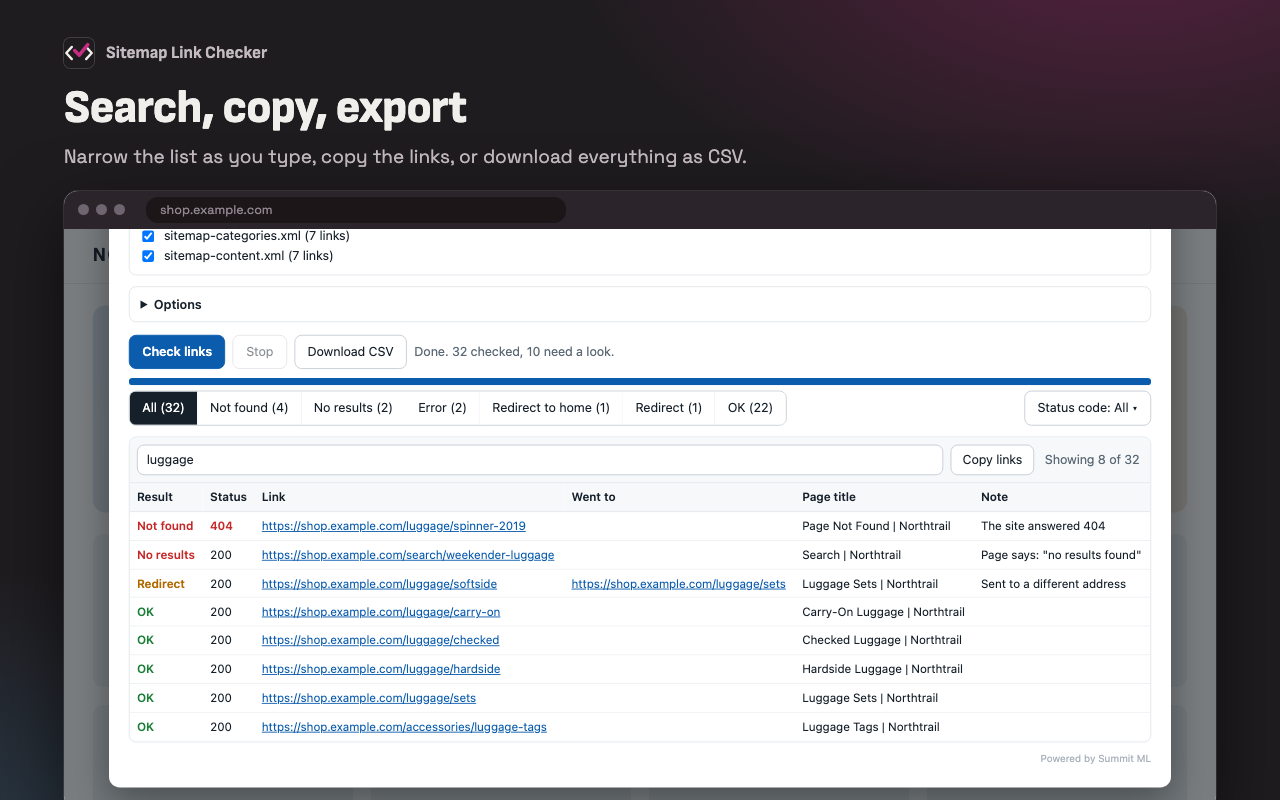 Sitemap Link Checker
Search, copy, export
Narrow the list as you type, copy the links, or download everything as CSV.
shop.example.com
sitemap-categories.xml (7 links)
sitemap-content.xml (7 links)
Options
Check links Stop Download CSV Done. 32 checked, 10 need a look.
All (32) Not found (4) No results (2) Error (2) Redirect to home (1) Redirect (1) OK (22) Status code: All
luggage Copy links Showing 8 of 32
Result Status Link Went to Page title Note
Not found 404 https://shop.example.com/luggage/spinner-2019 Page Not Found | Northtrail The site answered 404
No results 200 https://shop.example.com/search/weekender-luggage Search | Northtrail Page says: "no results found"
Redirect 200 https://shop.example.com/luggage/softside https://shop.example.com/luggage/sets Luggage Sets | Northtrail Sent to a different address
OK 200 https://shop.example.com/luggage/carry-on Carry-On Luggage | Northtrail
OK 200 https://shop.example.com/luggage/checked Checked Luggage | Northtrail
OK 200 https://shop.example.com/luggage/hardside Hardside Luggage | Northtrail
OK 200 https://shop.example.com/luggage/sets Luggage Sets | Northtrail
OK 200 https://shop.example.com/accessories/luggage-tags Luggage Tags | Northtrail
Powered by Summit ML